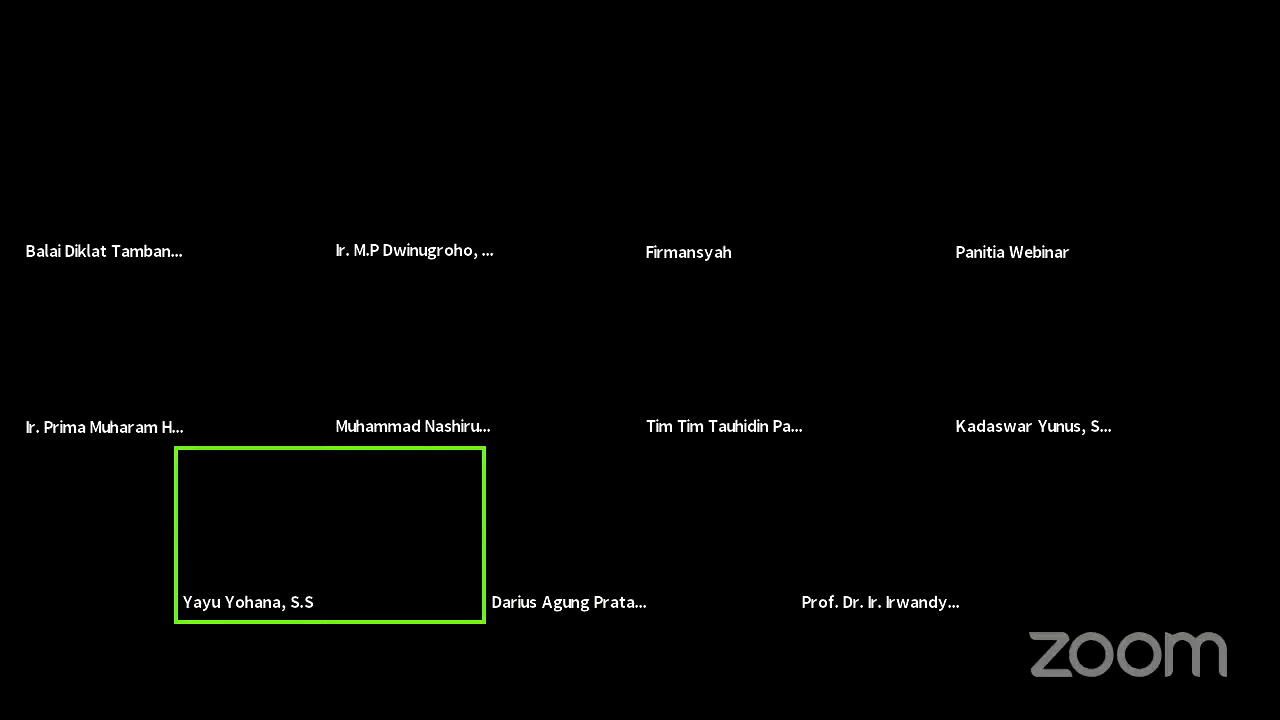 Balai Diklat Tamban...
Ir. M.P Dwinugroho, ...
Firmansyah
Panitia Webinar
Ir. Prima Muharam H...
Muhammad Nashiru...
Tim Tim Tauhidin Pa...
Kadaswar Yunus, S...
Yayu Yohana, S.S
Darius Agung Prata...
Prof. Dr. Ir. Irwandy...
zoom